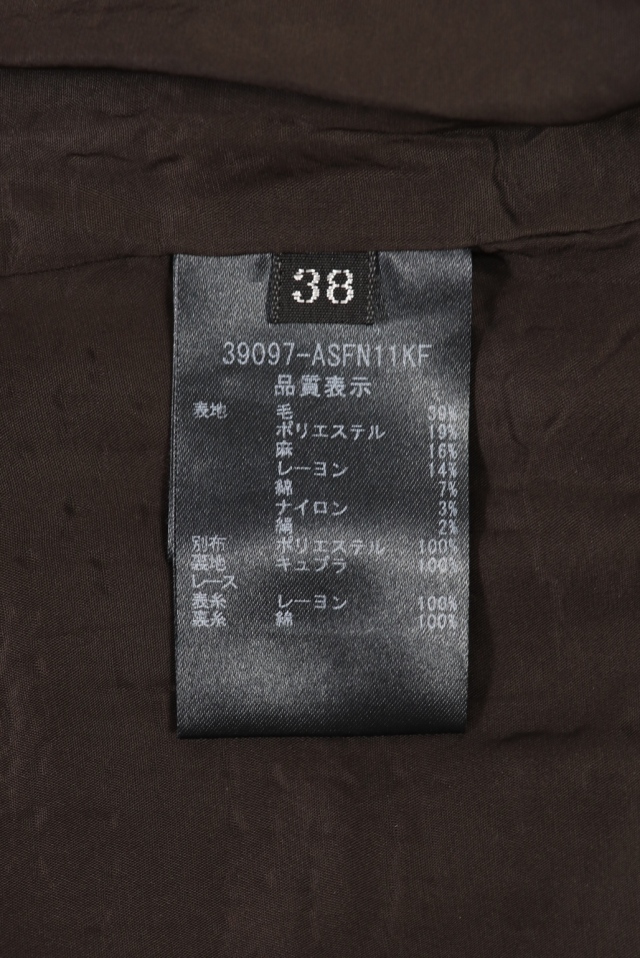 38
39097-ASFN11KF
品質表示
表地 毛 39%
ポリエステル 19%
麻 16%
レーヨン 14%
綿 7%
ナイロン 3%
絹 2%
別布 ポリエステル 100%
裏地 キュプラ 100%
レース
表糸 レーヨン 100%
裏糸 綿 100%